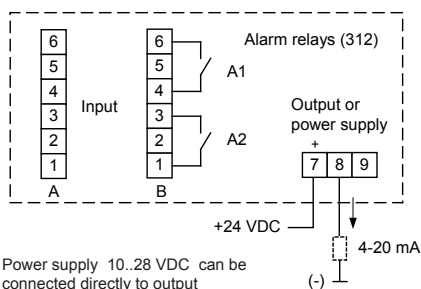 Alarm relays (312)
6
5
4
3
2
1
A
Input
6
5
4
3
2
1
B
A1
A2
Output or
power supply
+
7 8 9
+24 VDC
4-20 mA
(-)
Power supply 10..28 VDC can be
connected directly to output